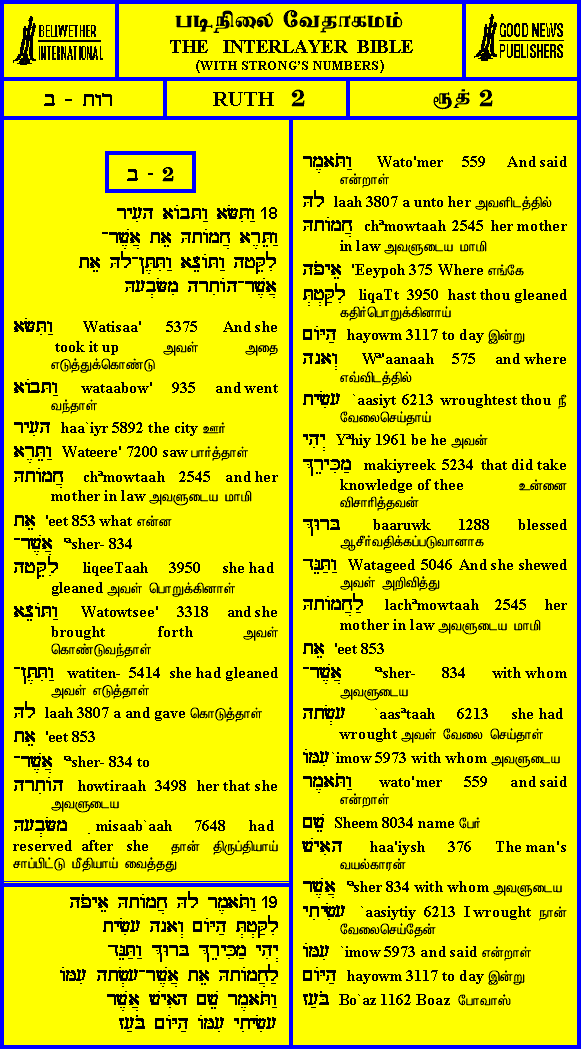 BELIWETHER
INTERNATIONAL
படிநிலை வேதாகமம்
THE INTERLAYER BIBLE
(WITH STRONG'S NUMBERS)
GOOD NEWS
PUBLISHERS
רות - ב
RUTH 2
ரூத் 2
ב - 2
18 וַתִּשָּׂא וַתָּבוֹא הָעִיר
וַתֵּרֶא חֲמוֹתָהּ אֵת אֲשֶׁר־
לִקֵּטָה וַתּוֹצֵא וַתִּתֶּן־לָהּ אֵת
אֲשֶׁר־הוֹתִרָה מִשָּׂבְעָהּ
וַתִּשָּׂא Watisaa' 5375 And she
took it up அவள் அதை
எடுத்துக்கொண்டு
וַתָּבוֹא wataabow' 935 and went
வந்தாள்
הָעִיר haa`iyr 5892 the city ஊர்
וַתֵּרֶא Wateere' 7200 saw பார்த்தாள்
חֲמוֹתָהּ chªmowtaah 2545 and her
mother in law அவளுடைய மாமி
אֵת 'eet 853 what என்ன
אֲשֶׁר־ ªsher- 834
לִקֵּטָה liqeeTaah 3950 she had
gleaned அவள் பொறுக்கினாள்
וַתּוֹצֵא Watowtsee' 3318 and she
brought forth அவள்
கொண்டுவந்தாள்
וַתִּתֶּן־ watiten- 5414 she had gleaned
அவள் எடுத்தாள்
לָהּ laah 3807 a and gave கொடுத்தாள்
אֵת 'eet 853
אֲשֶׁר־ ªsher- 834 to
הוֹתִרָה howtiraah 3498 her that she
அவளுடைய
מִשָּׂבְעָהּ misaab`aah 7648 had
reserved after she தான் திருப்தியாய்
சாப்பிட்டு மீதியாய் வைத்தது
19 וַתֹּאמֶר לָהּ חֲמוֹתָהּ אֵיפֹה
לִקַּטְתְּ הַיּוֹם וְאָנָה עָשִׂית
יְהִי מַכִּירֵךְ בָּרוּךְ וַתַּגֵּד
לַחֲמוֹתָהּ אֵת אֲשֶׁר־עָשְׂתָה עִמּוֹ
וַתֹּאמֶר שֵׁם הָאִישׁ אֲשֶׁר
עָשִׂיתִי עִמּוֹ הַיּוֹם בֹּעַז
וַתֹּאמֶר Wato'mer 559 And said
என்றாள்
לָהּ laah 3807 a unto her அவளிடத்தில்
חֲמוֹתָהּ chªmowtaah 2545 her mother
in law அவளுடைய மாமி
אֵיפֹה 'Eeypoh 375 Where எங்கே
לִקַּטְתְּ liqaTt 3950 hast thou gleaned
கதிர்பொறுக்கினாய்
הַיּוֹם hayowm 3117 to day இன்று
וְאָנָה Wª'aanaah 575 and where
எவ்விடத்தில்
עָשִׂית `aasiyt 6213 wroughtest thou நீ
வேலைசெய்தாய்
יְהִי Yªhiy 1961 be he அவன்
מַכִּירֵךְ makiyreek 5234 that did take
knowledge of thee உன்னை
விசாரித்தவன்
בָּרוּךְ baaruwk 1288 blessed
ஆசீர்வதிக்கப்படுவானாக
וַתַּגֵּד Watageed 5046 And she shewed
அவள் அறிவித்து
לַחֲמוֹתָהּ lachªmowtaah 2545 her
mother in law அவளுடைய மாமி
אֵת 'eet 853
אֲשֶׁר־ ªsher- 834 with whom
அவளுடைய
עָשְׂתָה `aasªtaah 6213 she had
wrought அவள் வேலை செய்தாள்
עִמּוֹ `imow 5973 with whom அவளுடைய
וַתֹּאמֶר wato'mer 559 and said
என்றாள்
שֵׁם Sheem 8034 name பேர்
הָאִישׁ haa'iysh 376 The man's
வயல்காரன்
אֲשֶׁר ªsher 834 with whom அவளுடைய
עָשִׂיתִי `aasiytiy 6213 I wrought நான்
வேலைசெய்தேன்
עִמּוֹ `imow 5973 and said என்றாள்
הַיּוֹם hayowm 3117 to day இன்று
בֹּעַז Bo`az 1162 Boaz போவாஸ்